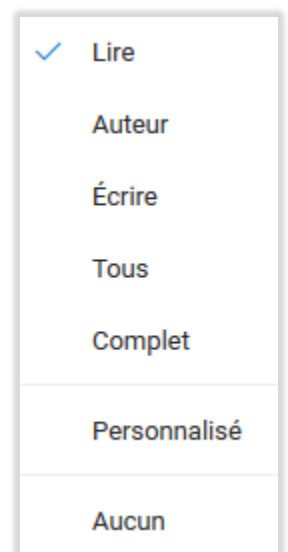 Lire
Auteur
Écrire
Tous
Complet
Personnalisé
Aucun